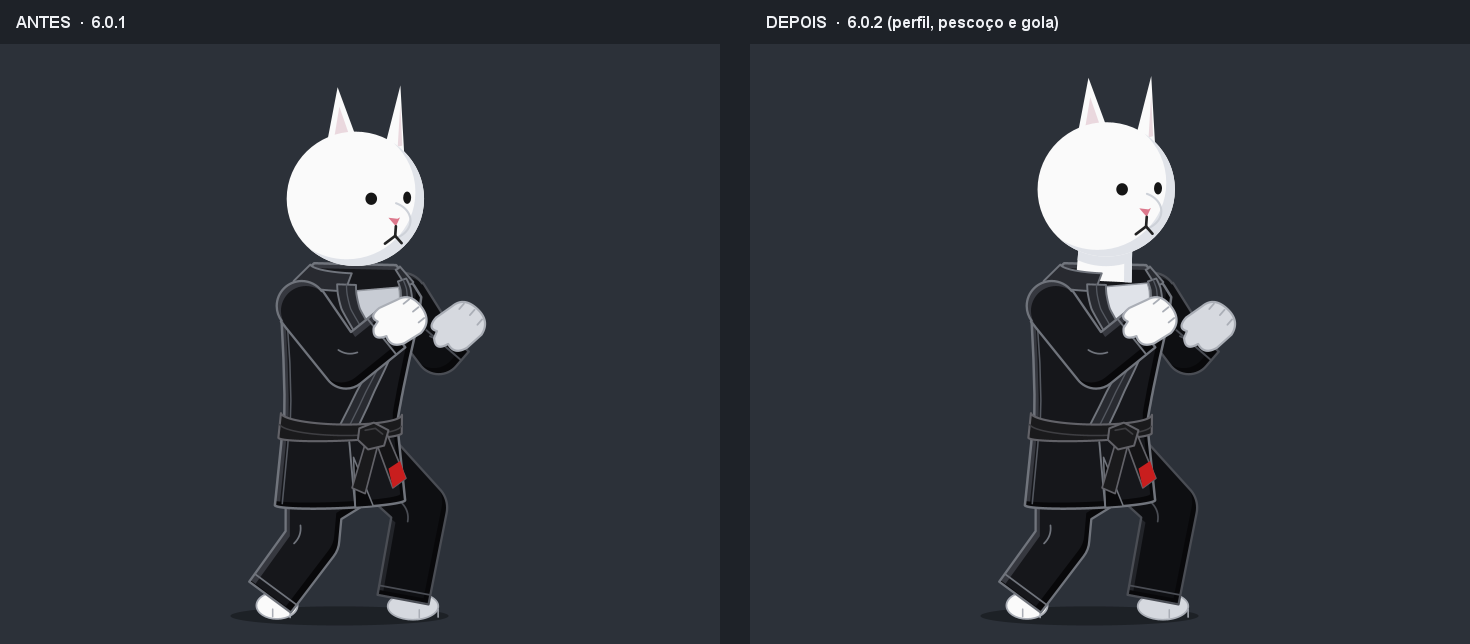 ANTES · 6.0.1
DEPOIS · 6.0.2 (perfil, pescoço e gola)